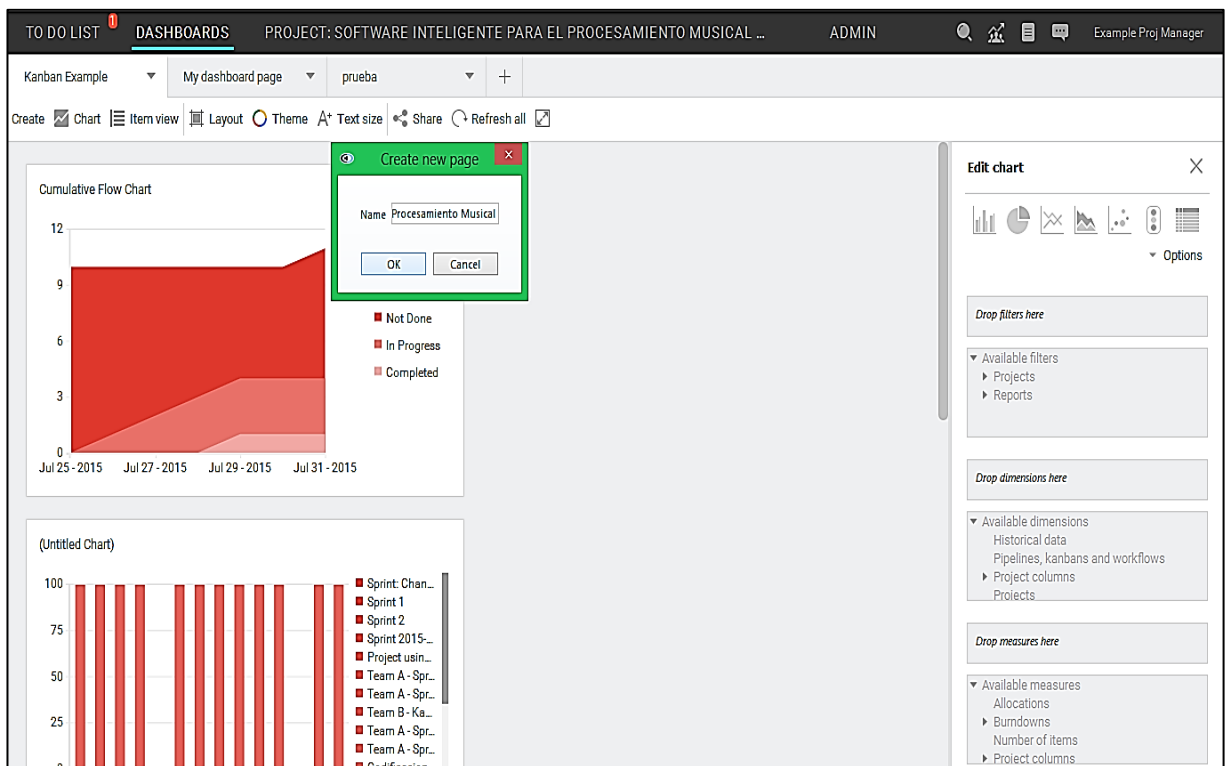 TO DO LIST 1 DASHBOARDS PROJECT: SOFTWARE INTELIGENTE PARA EL PROCESAMIENTO MUSICAL ... ADMIN Example Proj Manager
Kanban Example My dashboard page prueba +
Create Chart Item view Layout Theme A+ Text size Share Refresh all
Create new page x
Name Procesamiento Musical
OK Cancel
Cumulative Flow Chart
12
9
6
3
0
Jul 25 - 2015 Jul 27 - 2015 Jul 29 - 2015 Jul 31 - 2015
Not Done
In Progress
Completed
(Untitled Chart)
100
75
50
25
Sprint: Chan...
Sprint 1
Sprint 2
Sprint 2015-...
Project usin...
Team A - Spr...
Team A - Spr...
Team B - Ka...
Team A - Spr...
Team A - Spr...
Edit chart X
Options
Drop filters here
Available filters
Projects
Reports
Drop dimensions here
Available dimensions
Historical data
Pipelines, kanbans and workflows
Project columns
Projects
Drop measures here
Available measures
Allocations
Burndowns
Number of items
Project columns